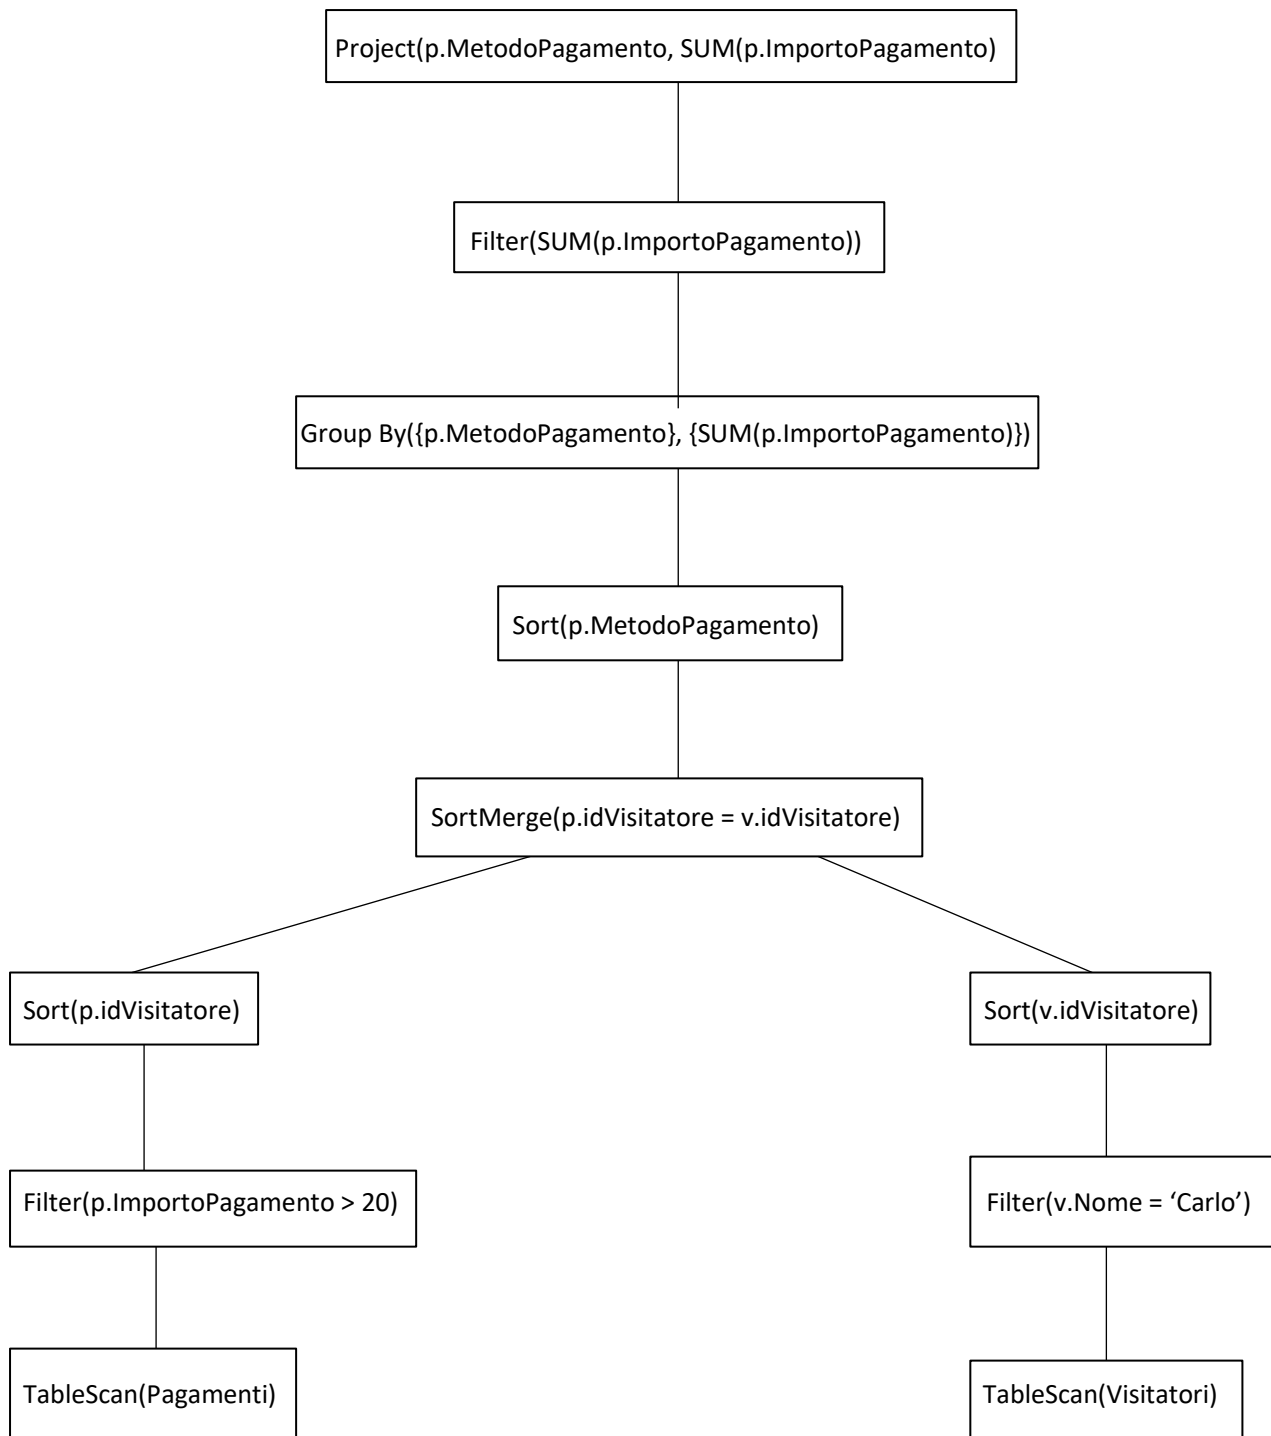 Project(p.MetodoPagamento, SUM(p.ImportoPagamento)
Filter(SUM(p.ImportoPagamento))
Group By({p.MetodoPagamento}, {SUM(p.ImportoPagamento)})
Sort(p.MetodoPagamento)
SortMerge(p.idVisitatore = v.idVisitatore)
Sort(p.idVisitatore)
Sort(v.idVisitatore)
Filter(p.ImportoPagamento > 20)
Filter(v.Nome = ‘Carlo’)
TableScan(Pagamenti)
TableScan(Visitatori)